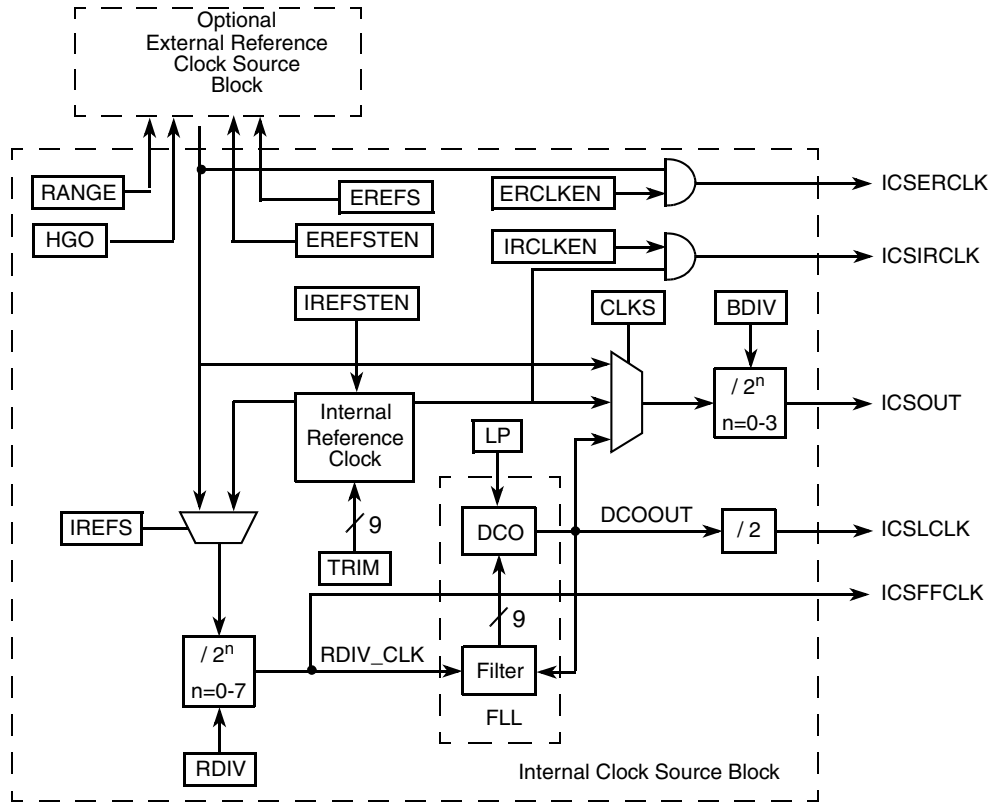 Optional
External Reference
Clock Source
Block
RANGE
HGO
EREFS
EREFSTEN
ERCLKEN
ICSERCLK
IRCLKEN
ICSIRCLK
IREFSTEN
CLKS
BDIV
Internal
Reference
Clock
/ 2ⁿ
n=0-3
ICSOUT
LP
IREFS
9
TRIM
DCO
DCOOUT
/ 2
ICSLCLK
ICSFFCLK
9
/ 2ⁿ
n=0-7
RDIV_CLK
Filter
FLL
RDIV
Internal Clock Source Block